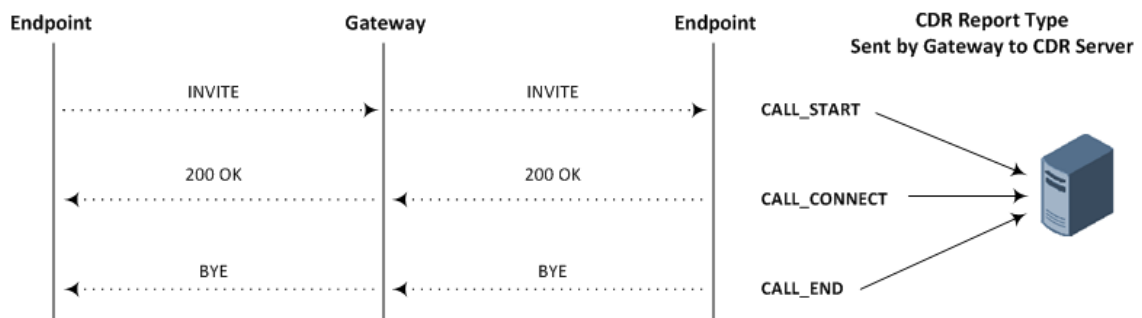 Endpoint
Gateway
Endpoint
CDR Report Type
Sent by Gateway to CDR Server
INVITE
INVITE
CALL_START
200 OK
200 OK
CALL_CONNECT
BYE
BYE
CALL_END